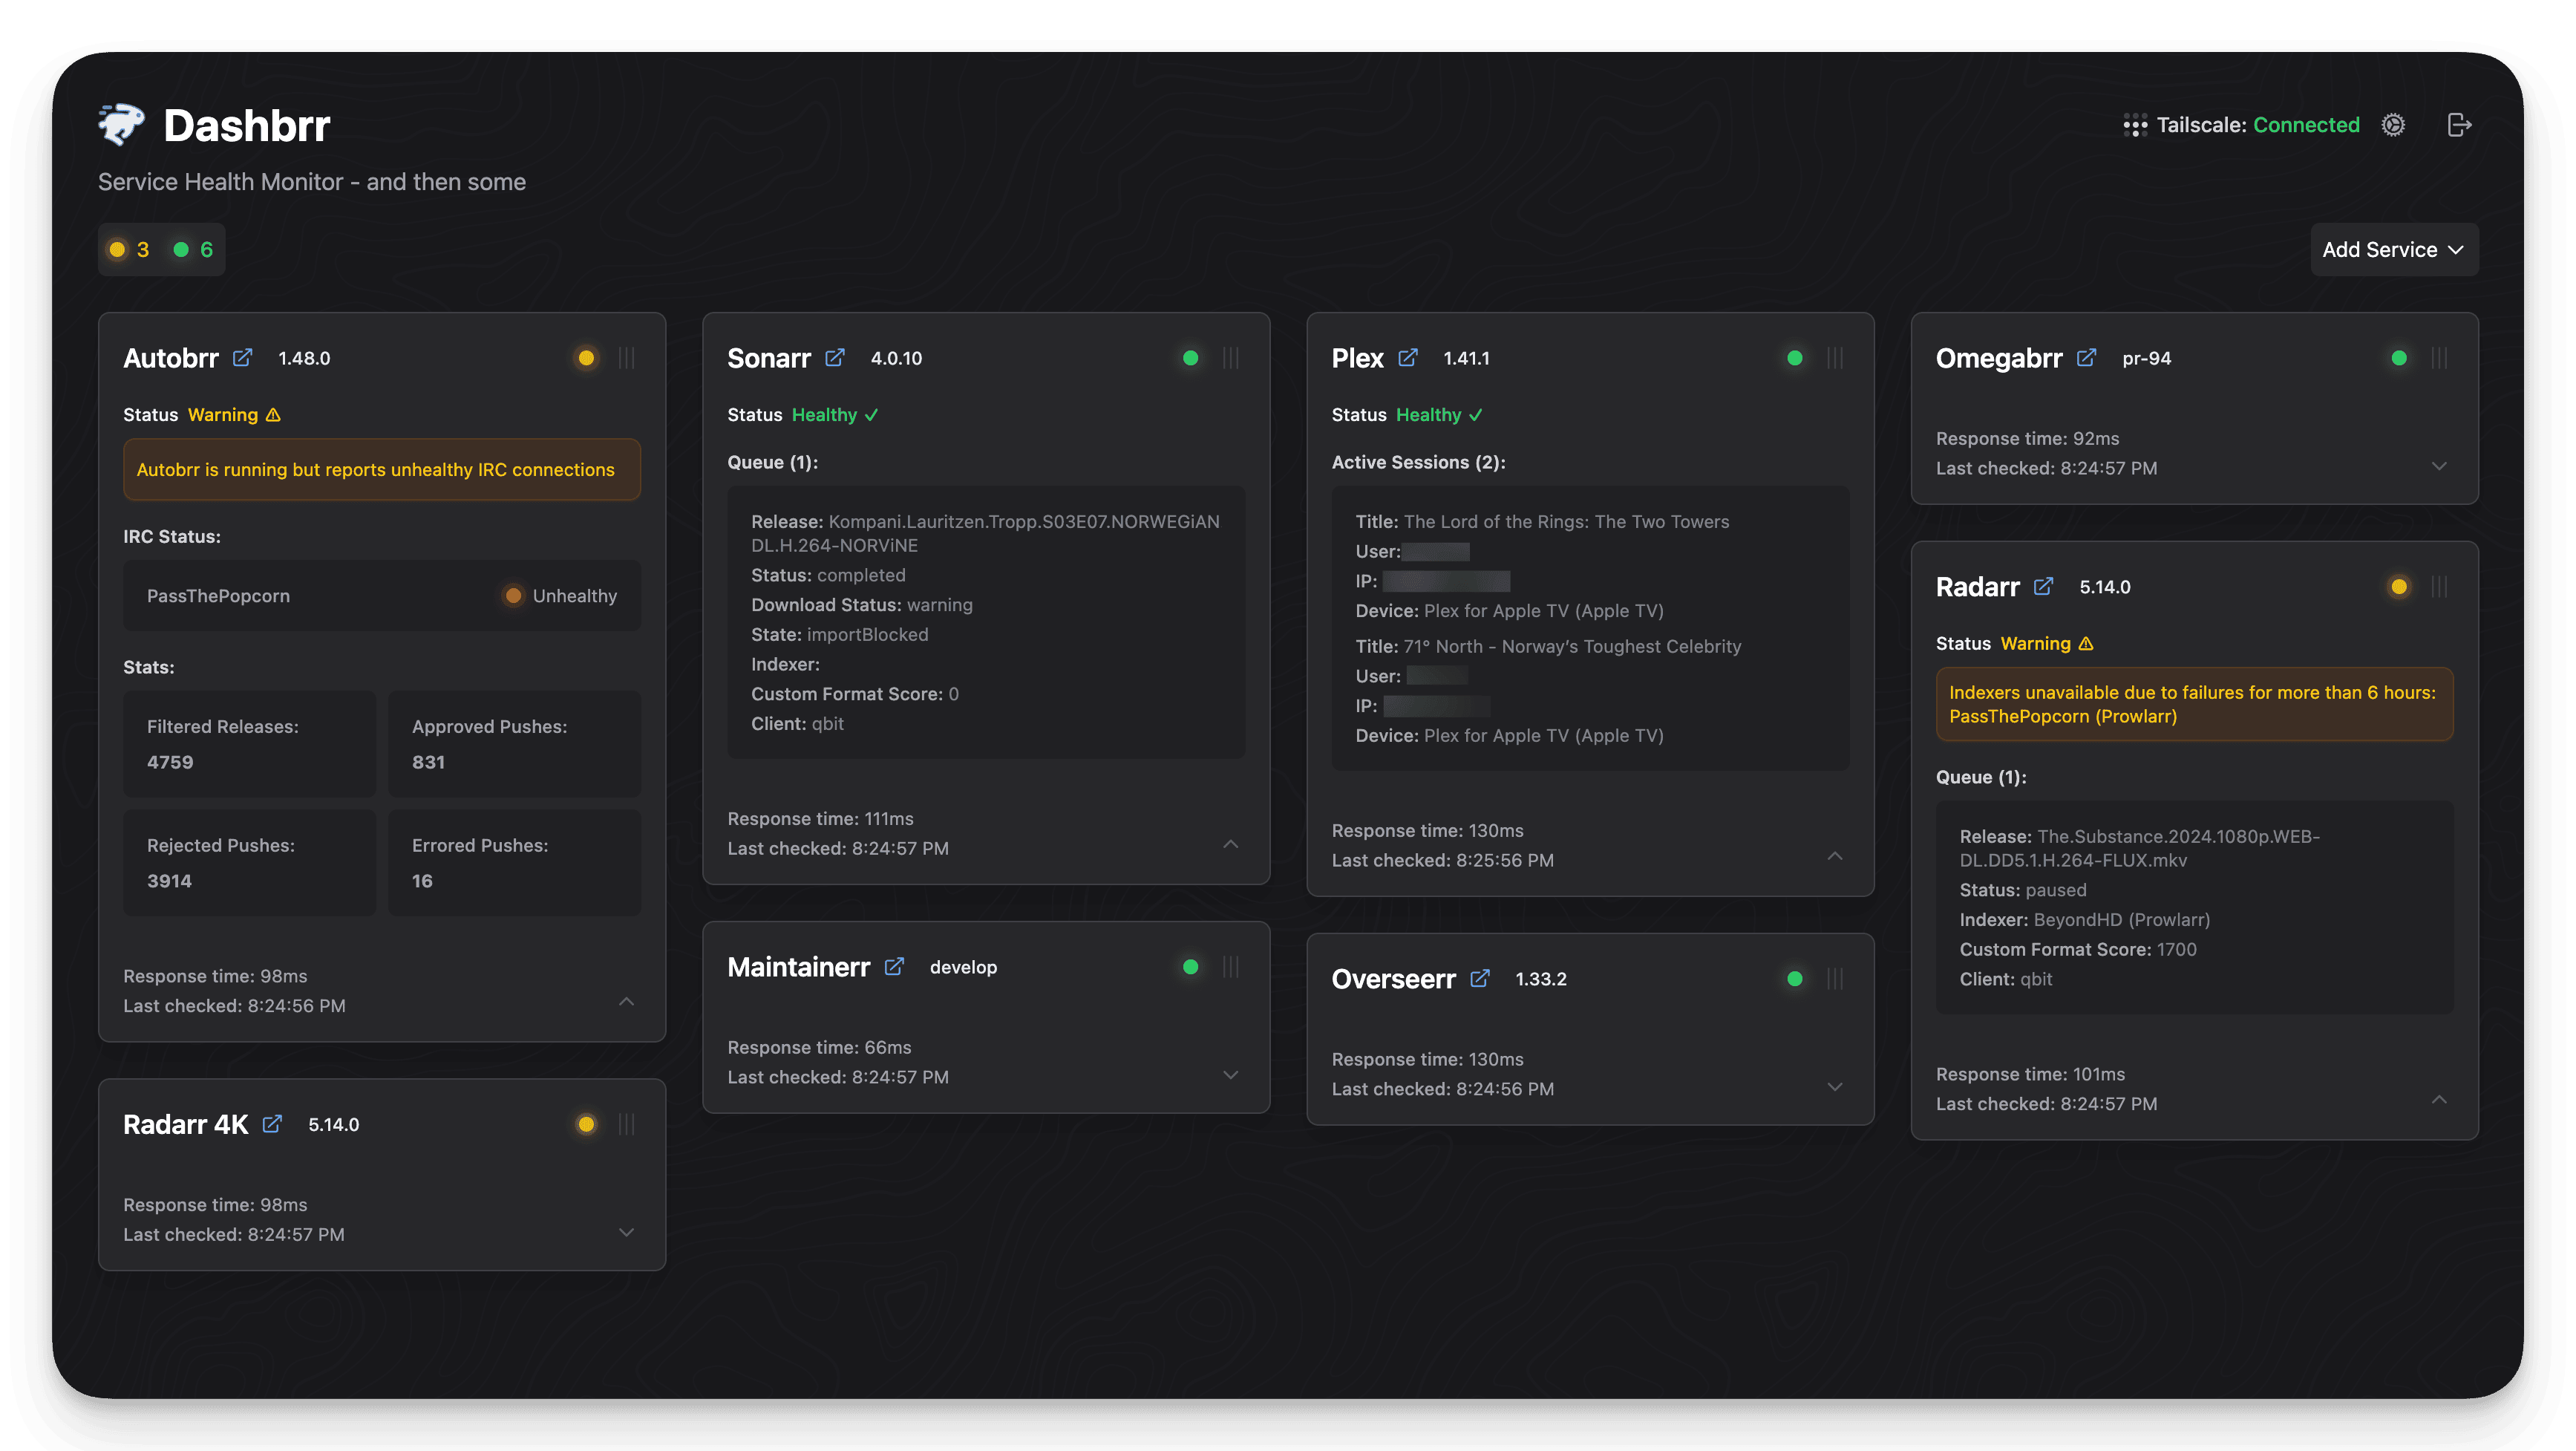 Dashbrr
Tailscale: Connected
Service Health Monitor - and then some
3 6
Add Service
Autobrr 1.48.0
Status Warning
Autobrr is running but reports unhealthy IRC connections
IRC Status:
PassThePopcorn Unhealthy
Stats:
Filtered Releases: Approved Pushes:
4759 831
Rejected Pushes: Errored Pushes:
3914 16
Response time: 98ms
Last checked: 8:24:56 PM
Radarr 4K 5.14.0
Response time: 98ms
Last checked: 8:24:57 PM
Sonarr 4.0.10
Status Healthy
Queue (1):
Release: Kompani.Lauritzen.Tropp.S03E07.NORWEGiAN
DL.H.264-NORViNE
Status: completed
Download Status: warning
State: importBlocked
Indexer:
Custom Format Score: 0
Client: qbit
Response time: 111ms
Last checked: 8:24:57 PM
Maintainerr develop
Response time: 66ms
Last checked: 8:24:57 PM
Plex 1.41.1
Status Healthy
Active Sessions (2):
Title: The Lord of the Rings: The Two Towers
User:
IP:
Device: Plex for Apple TV (Apple TV)
Title: 71° North - Norway’s Toughest Celebrity
User:
IP:
Device: Plex for Apple TV (Apple TV)
Response time: 130ms
Last checked: 8:25:56 PM
Overseerr 1.33.2
Response time: 130ms
Last checked: 8:24:56 PM
Omegabrr pr-94
Response time: 92ms
Last checked: 8:24:57 PM
Radarr 5.14.0
Status Warning
Indexers unavailable due to failures for more than 6 hours:
PassThePopcorn (Prowlarr)
Queue (1):
Release: The.Substance.2024.1080p.WEB-
DL.DD5.1.H.264-FLUX.mkv
Status: paused
Indexer: BeyondHD (Prowlarr)
Custom Format Score: 1700
Client: qbit
Response time: 101ms
Last checked: 8:24:57 PM